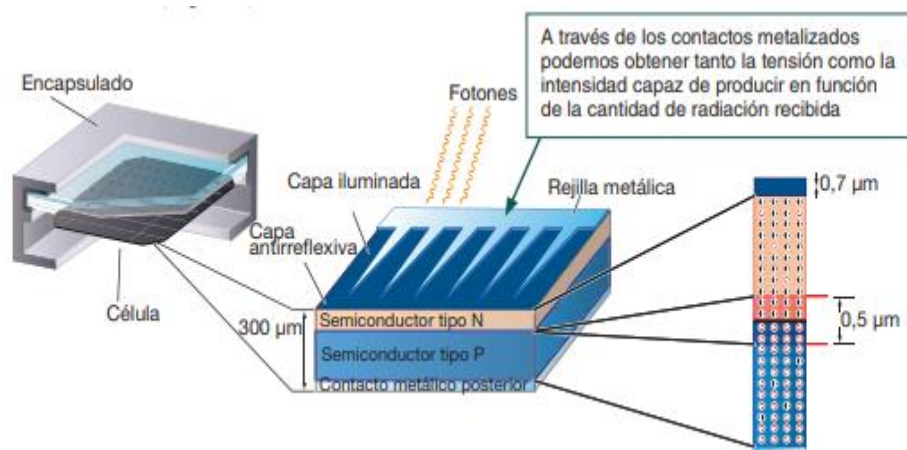 A través de los contactos metalizados
podemos obtener tanto la tensión como la
intensidad capaz de producir en función
de la cantidad de radiación recibida
Encapsulado
Fotones
Capa iluminada
Rejilla metálica
0,7 µm
Capa
antirreflexiva
Célula
300 µm
Semiconductor tipo N
0,5 µm
Semiconductor tipo P
Contacto metálico posterior